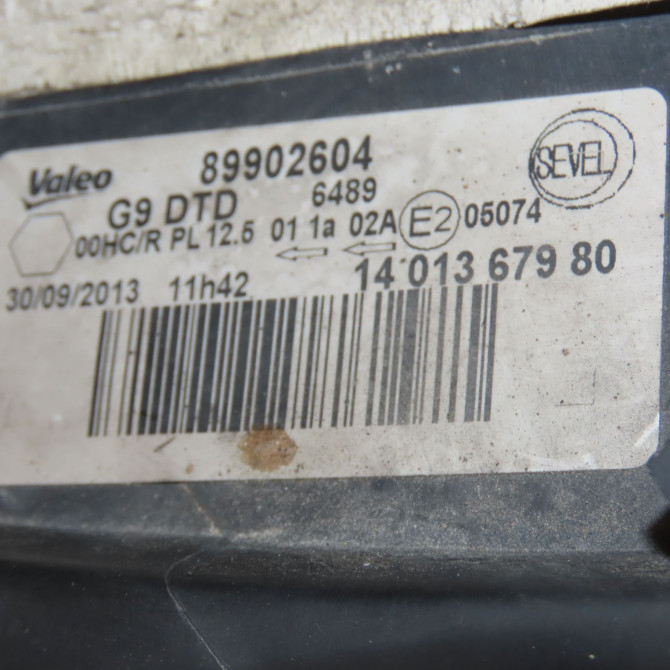 Valeo 89902604 SEVEL
G9 DTD 6489
00HC/R PL 12.5 01 1a 02A E2 05074
14 013 679 80
30/09/2013 11h42